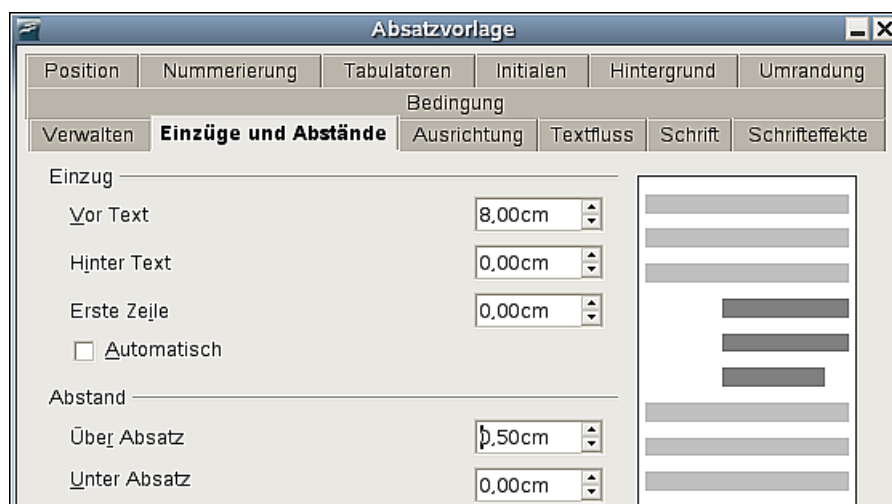 Absatzvorlage
Position Nummerierung Tabulatoren Initialen Hintergrund Umrandung
Bedingung
Verwalten Einzüge und Abstände Ausrichtung Textfluss Schrift Schrifteffekte
Einzug
Vor Text 8,00cm
Hinter Text 0,00cm
Erste Zeile 0,00cm
Automatisch
Abstand
Über Absatz 0,50cm
Unter Absatz 0,00cm